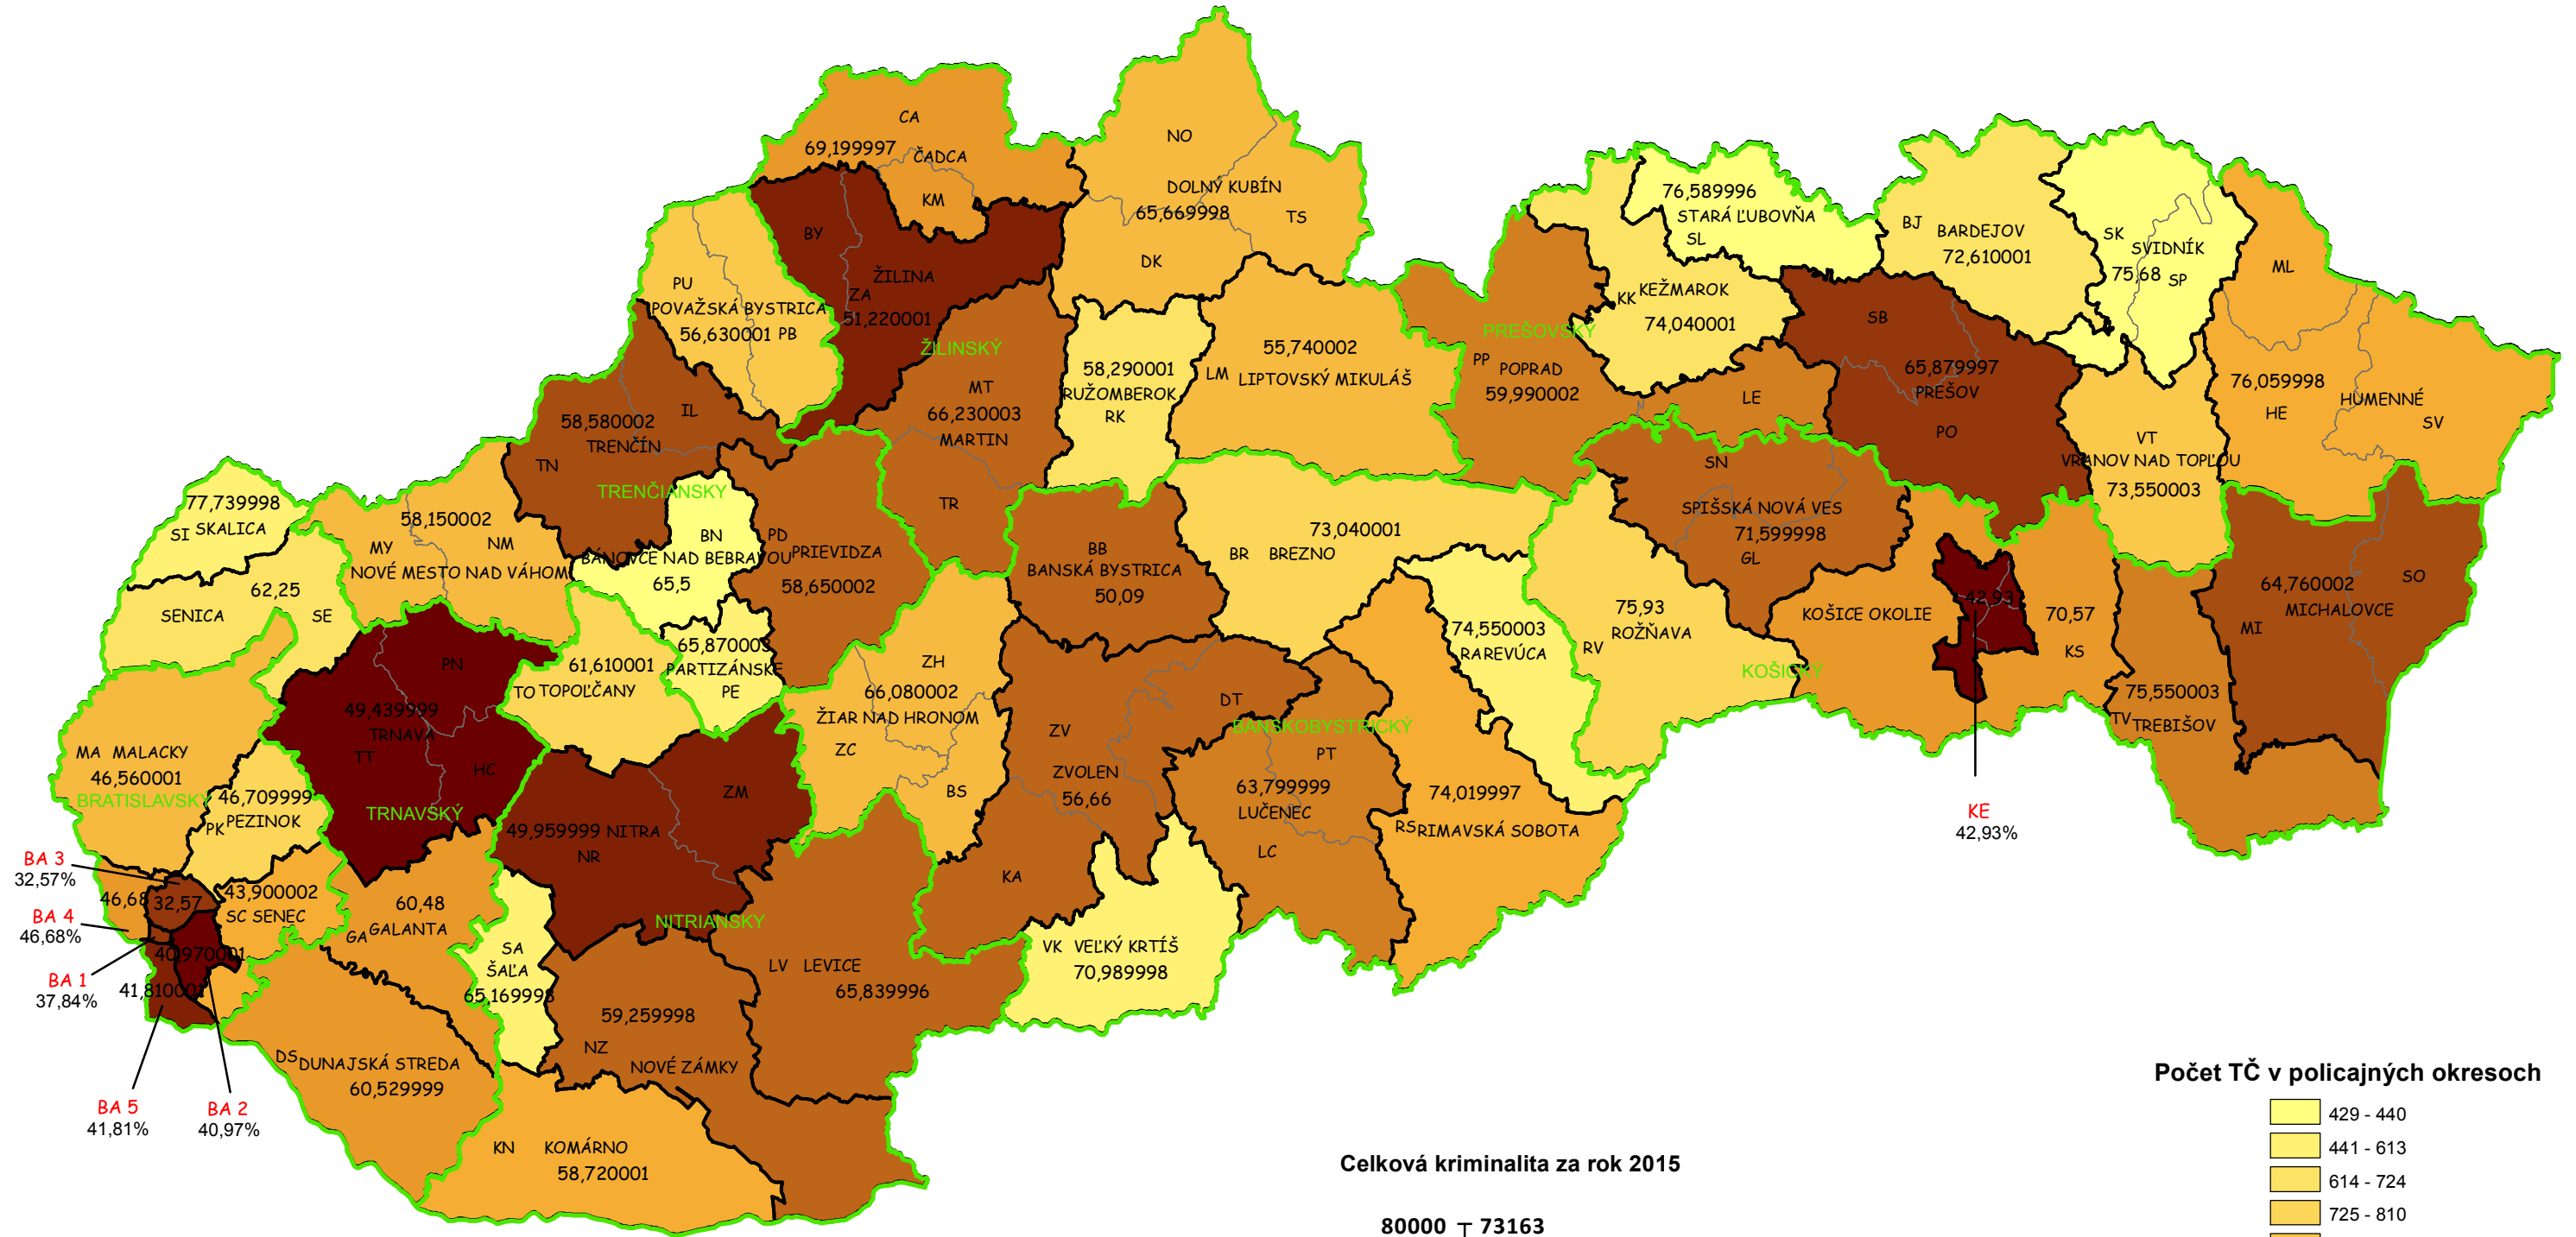 CA
69,199997
ČADCA
KM
NO
DOLNÝ KUBÍN
65,669998
TS
DK
BY
ŽILINA
ZA
51,220001
ŽILINSKÝ
PU
POVAŽSKÁ BYSTRICA
56,630001 PB
76,589996
STARÁ ĽUBOVŇA
SL
BJ
BARDEJOV
72,610001
SK
SVIDNÍK
75,68 SP
ML
KK KEŽMAROK
74,040001
PREŠOVSKÝ
PP
POPRAD
59,990002
LE
SB
65,879997
PREŠOV
PO
76,059998
HUMENNÉ
HE
SV
VT
VRANOV NAD TOPĽOU
73,550003
55,740002
LM LIPTOVSKÝ MIKULÁŠ
58,290001
RUŽOMBEROK
RK
MT
66,230003
MARTIN
TR
IL
58,580002
TRENČÍN
TN
TRENČIANSKY
77,739998
SI SKALICA
58,150002
MY
NM
NOVÉ MESTO NAD VÁHOM
BN
BÁNOVCE NAD BEBRAVOU
65,5
PD
PRIEVIDZA
58,650002
62,25
SENICA
SE
BB
BANSKÁ BYSTRICA
50,09
73,040001
BR BREZNO
SN
SPIŠSKÁ NOVÁ VES
71,599998
GL
75,93
ROŽŇAVA
RV
KOŠICKÝ
KOŠICE OKOLIE
42,93
70,57
KS
64,760002
MICHALOVCE
MI
SO
75,550003
TV TREBIŠOV
74,550003
RA REVÚCA
65,870003
PARTIZÁNSKE
PE
61,610001
TO TOPOĽČANY
PN
49,439999
TRNAVA
TT
HC
TRNAVSKÝ
ZH
66,080002
ŽIAR NAD HRONOM
ZC
BS
DT
ZV
ZVOLEN
56,66
KA
BANSKOBYSTRICKÝ
PT
63,799999
LUČENEC
LC
74,019997
RS RIMAVSKÁ SOBOTA
MA MALACKY
46,560001
BRATISLAVSKÝ
46,709999
PK PEZINOK
ZM
49,959999 NITRA
NR
NITRIANSKY
KE
42,93%
BA 3
32,57%
46,68
32,57
43,900002
SC SENEC
BA 4
46,68%
60,48
GA GALANTA
40,970001
BA 1
37,84%
41,810001
SA
ŠAĽA
65,169998
LV LEVICE
65,839996
VK VEĽKÝ KRTÍŠ
70,989998
59,259998
NZ
NOVÉ ZÁMKY
DS DUNAJSKÁ STREDA
60,529999
BA 5
41,81%
BA 2
40,97%
KN KOMÁRNO
58,720001
Celková kriminalita za rok 2015
80000 73163
Počet TČ v policajných okresoch
429 - 440
441 - 613
614 - 724
725 - 810